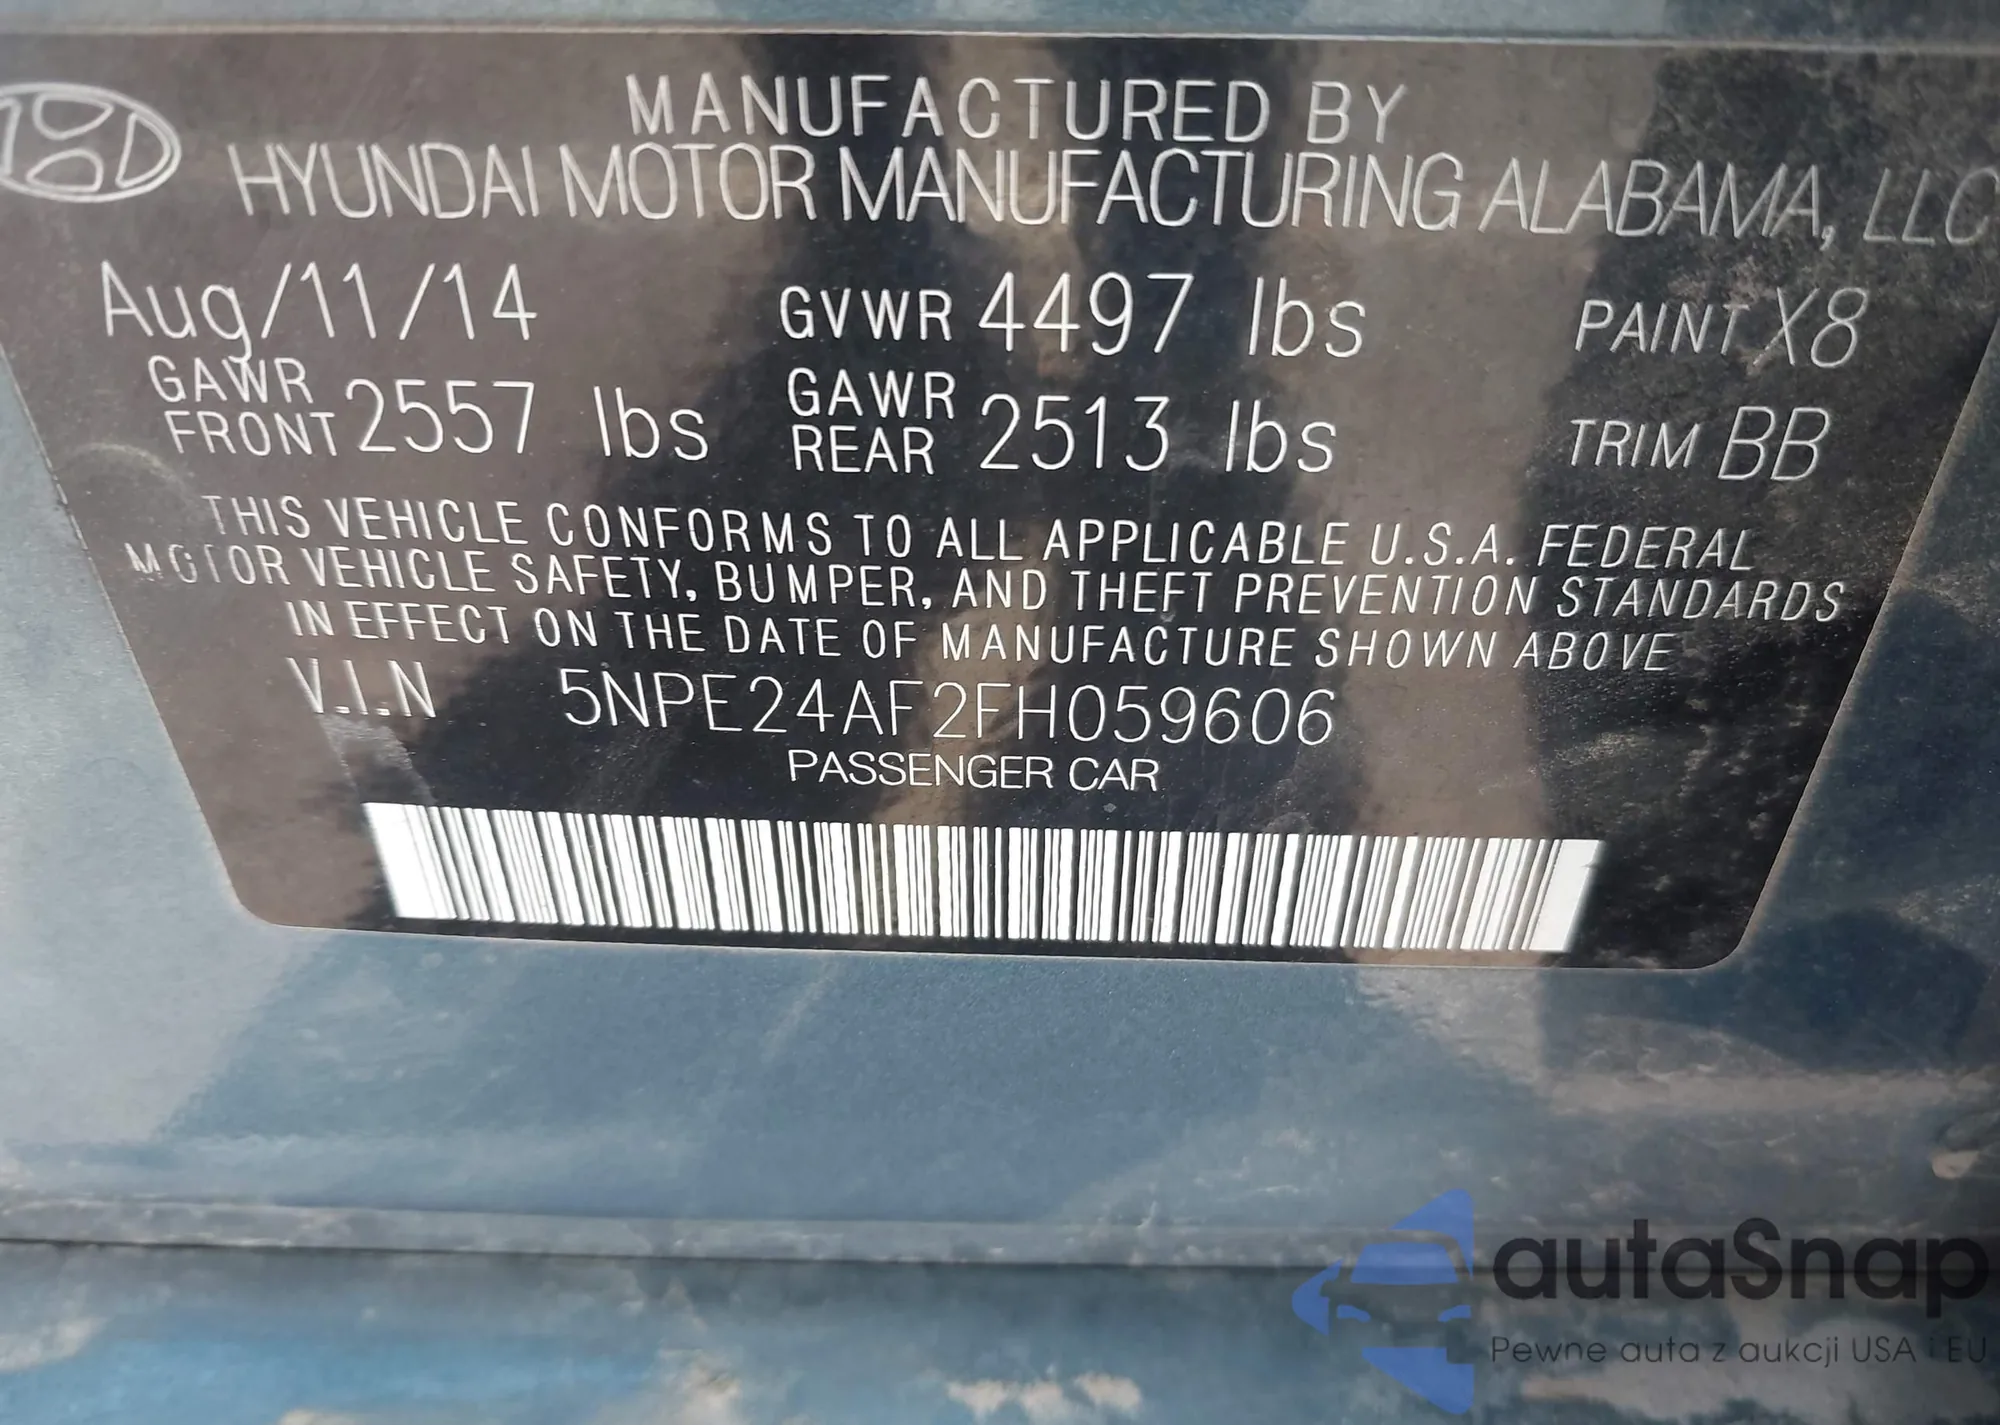 MANUFACTURED BY
HYUNDAI MOTOR MANUFACTURING ALABAMA, LLC
Aug/11/14 GVWR 4497 lbs PAINT X8
GAWR FRONT 2557 lbs GAWR REAR 2513 lbs TRIM BB
THIS VEHICLE CONFORMS TO ALL APPLICABLE U.S.A. FEDERAL
MOTOR VEHICLE SAFETY, BUMPER, AND THEFT PREVENTION STANDARDS
IN EFFECT ON THE DATE OF MANUFACTURE SHOWN ABOVE
V.I.N 5NPE24AF2FH059606
PASSENGER CAR
autaSnap
Pewne auta z aukcji USA i EU